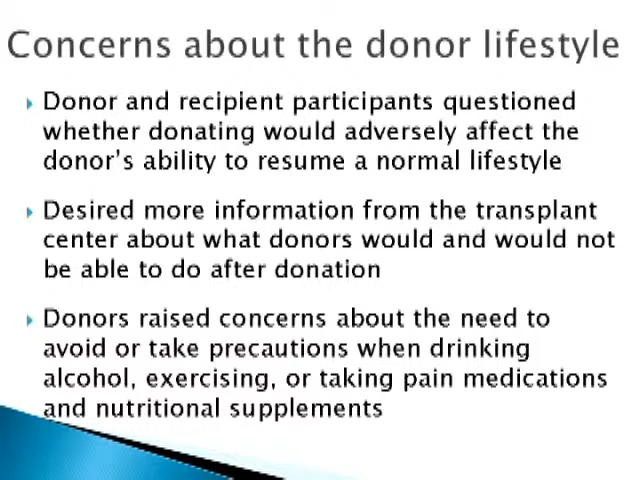 Concerns about the donor lifestyle
Donor and recipient participants questioned
whether donating would adversely affect the
donor's ability to resume a normal lifestyle
Desired more information from the transplant
center about what donors would and would not
be able to do after donation
Donors raised concerns about the need to
avoid or take precautions when drinking
alcohol, exercising, or taking pain medications
and nutritional supplements